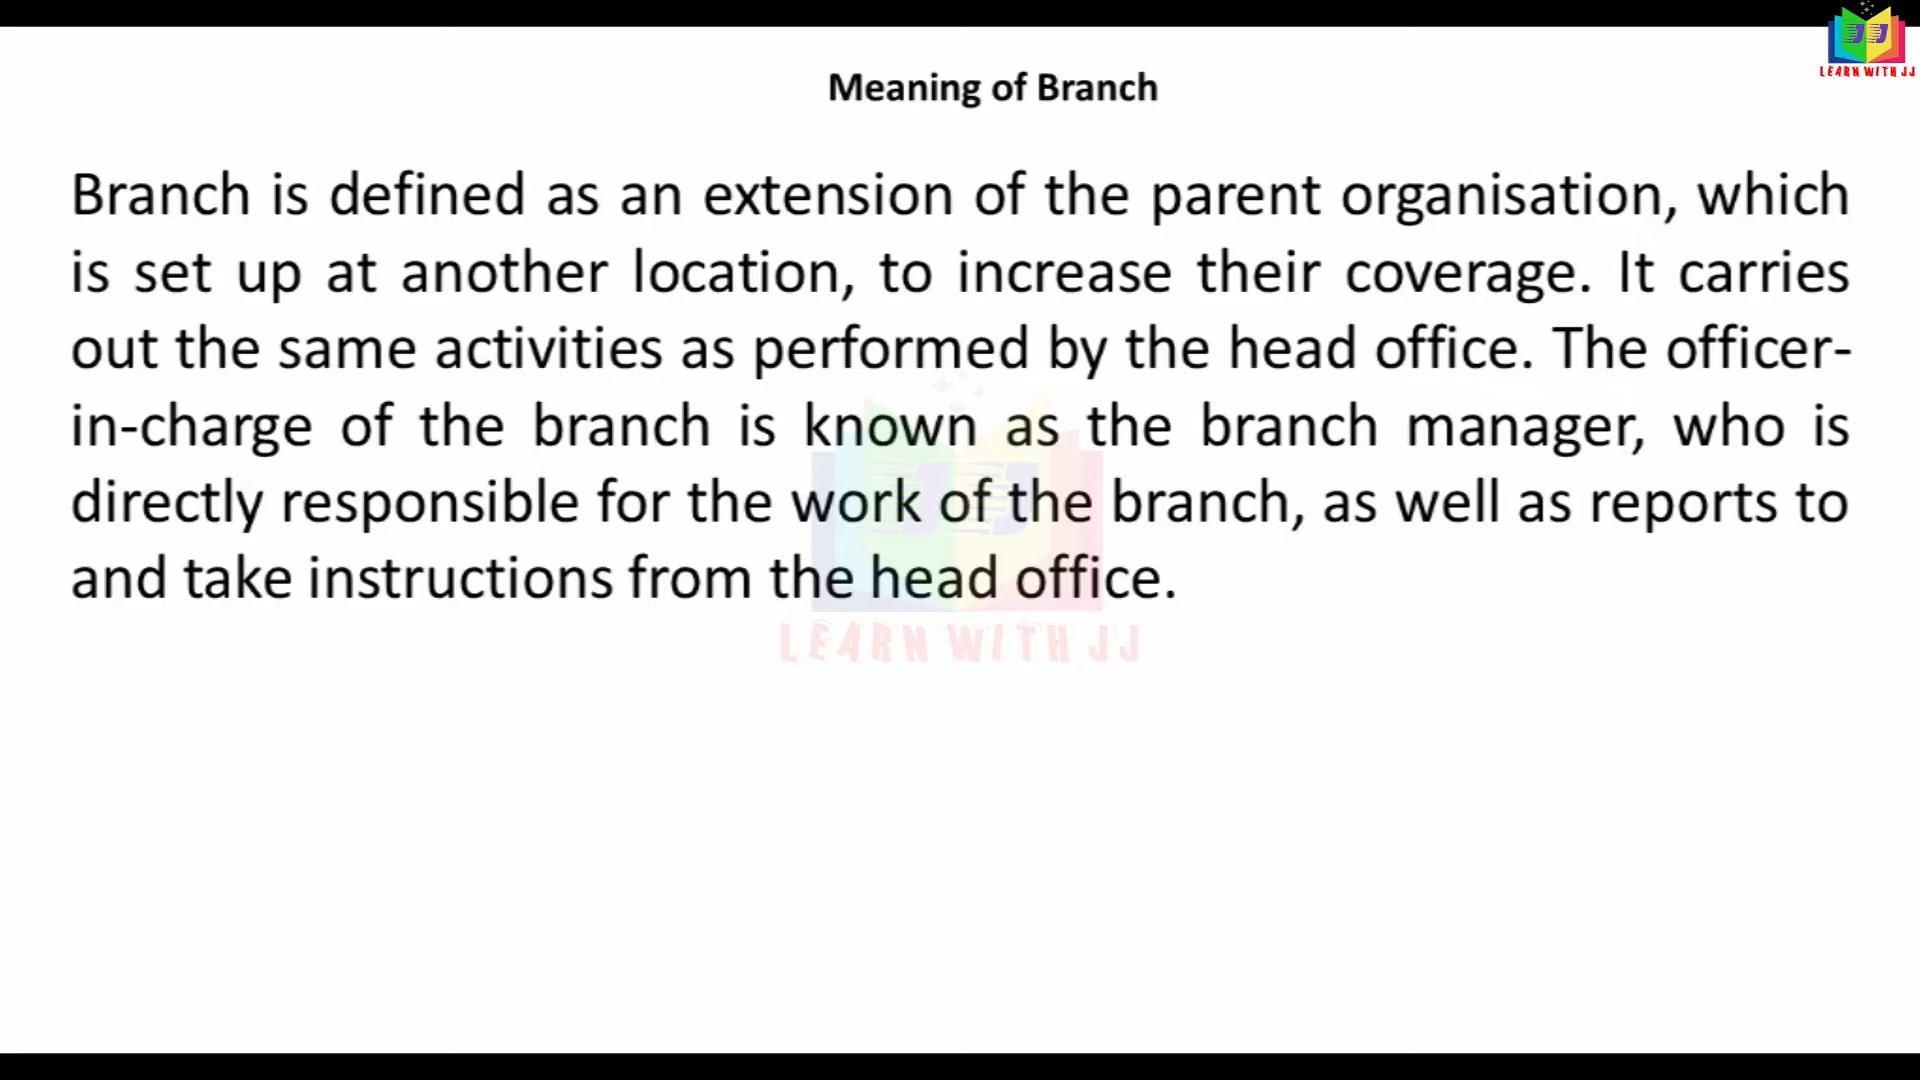 LEARN WITH JJ
Meaning of Branch
Branch is defined as an extension of the parent organisation, which
is set up at another location, to increase their coverage. It carries
out the same activities as performed by the head office. The officer-
in-charge of the branch is known as the branch manager, who is
directly responsible for the work of the branch, as well as reports to
and take instructions from the head office.
LEARN WITH JJ